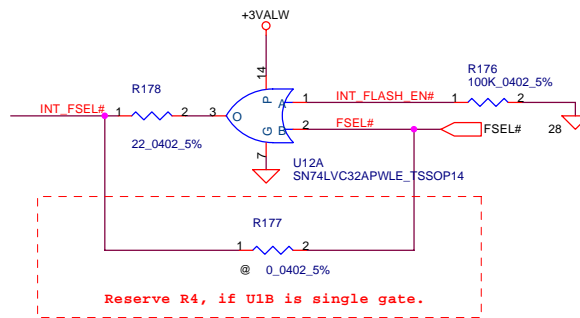 +3VALW
R178
14
P
R176
100K_0402_5%
INT_FSEL#
1
2
3
O
A
1
INT_FLASH_EN#
1
2
B
2
FSEL#
FSEL#
28
G
22_0402_5%
7
U12A
SN74LVC32APWLE_TSSOP14
R177
1
2
@
0_0402_5%
Reserve R4, if U1B is single gate.